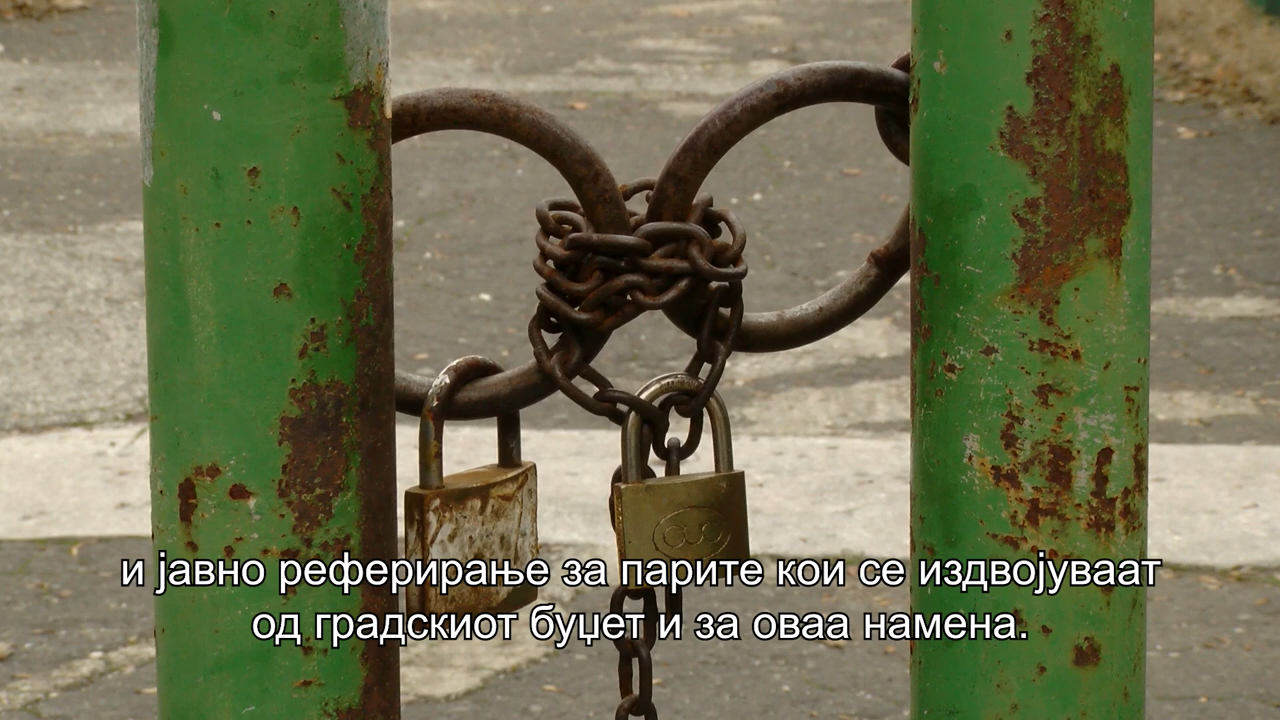 и јавно реферирање за парите кои се издвојуваат
од градскиот буџет и за оваа намена.